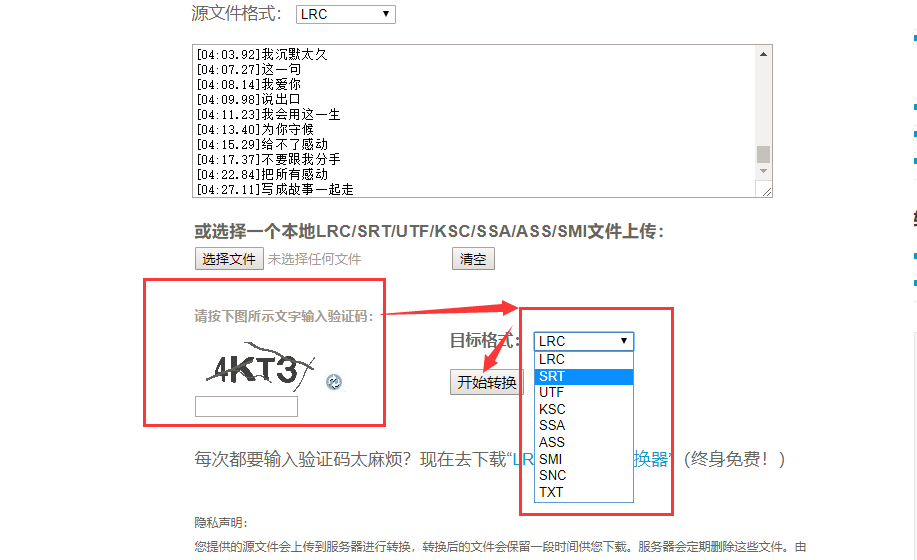 源文件格式： LRC
[04:03.92]我沉默太久
[04:07.27]这一句
[04:08.14]我爱你
[04:09.98]说出口
[04:11.23]我会用这一生
[04:13.40]为你守候
[04:15.29]给不了感动
[04:17.37]不要跟我分手
[04:22.84]把所有感动
[04:27.11]写成故事一起走
或选择一个本地LRC/SRT/UTF/KSC/SSA/ASS/SMI文件上传：
选择文件 未选择任何文件 清空
请按下图所示文字输入验证码：
4KT3
目标格式： LRC
LRC
SRT
开始转换
UTF
KSC
SSA
ASS
SMI
SNC
TXT
每次都要输入验证码太麻烦？现在去下载“LR 换器”（终身免费！）
隐私声明：
您提供的源文件会上传到服务器进行转换，转换后的文件会保留一段时间供您下载。服务器会定期删除这些文件。由